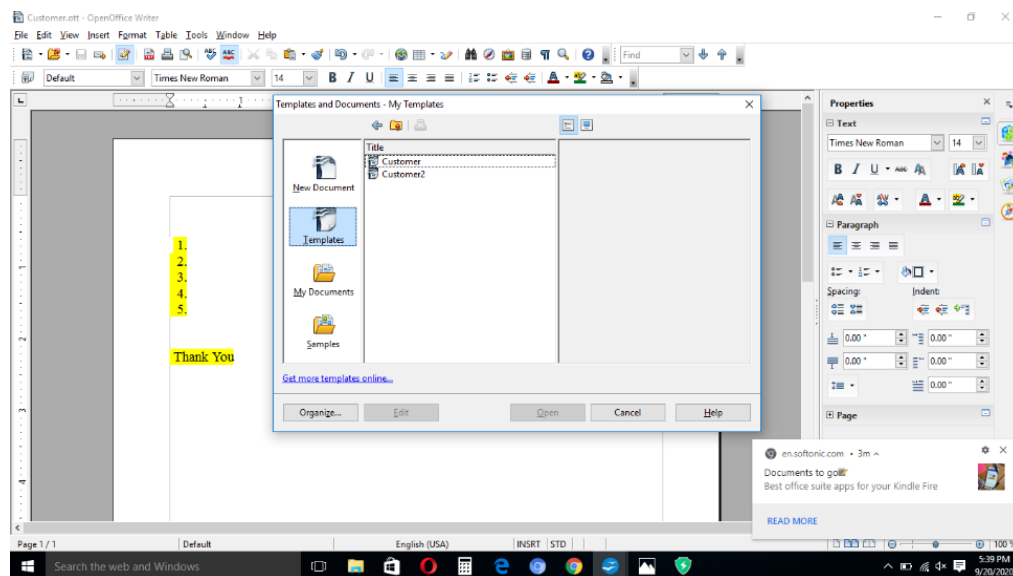 Customer.ott - OpenOffice Writer
File Edit View Insert Format Table Tools Window Help
Find
Default Times New Roman 14 B I U
Templates and Documents - My Templates
Title
Customer
Customer2
New Document
Templates
My Documents
Samples
Get more templates online...
Organize... Edit Open Cancel Help
1.
2.
3.
4.
5.
Thank You
Properties
Text
Times New Roman 14
B I U ABC
Paragraph
Spacing: Indent:
0.00 " 0.00 "
0.00 " 0.00 "
0.00 "
Page
en.softonic.com • 3m
Documents to go
Best office suite apps for your Kindle Fire
READ MORE
Page 1 / 1 Default English (USA) INSRT STD 100
Search the web and Windows
5:39 PM
9/20/2020